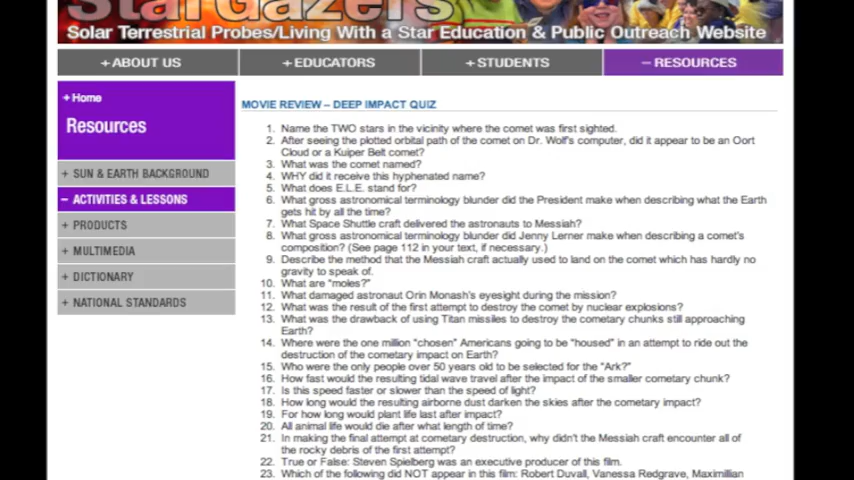 StarGazers
Solar Terrestrial Probes/Living With a Star Education & Public Outreach Website
+ ABOUT US
+ EDUCATORS
+ STUDENTS
– RESOURCES
+ Home
Resources
+ SUN & EARTH BACKGROUND
– ACTIVITIES & LESSONS
+ PRODUCTS
+ MULTIMEDIA
+ DICTIONARY
+ NATIONAL STANDARDS
MOVIE REVIEW – DEEP IMPACT QUIZ
1. Name the TWO stars in the vicinity where the comet was first sighted.
2. After seeing the plotted orbital path of the comet on Dr. Wolf's computer, did it appear to be an Oort
Cloud or a Kuiper Belt comet?
3. What was the comet named?
4. WHY did it receive this hyphenated name?
5. What does E.L.E. stand for?
6. What gross astronomical terminology blunder did the President make when describing what the Earth
gets hit by all the time?
7. What Space Shuttle craft delivered the astronauts to Messiah?
8. What gross astronomical terminology blunder did Jenny Lerner make when describing a comet's
composition? (See page 112 in your text, if necessary.)
9. Describe the method that the Messiah craft actually used to land on the comet which has hardly no
gravity to speak of.
10. What are "moles?"
11. What damaged astronaut Orin Monash's eyesight during the mission?
12. What was the result of the first attempt to destroy the comet by nuclear explosions?
13. What was the drawback of using Titan missiles to destroy the cometary chunks still approaching
Earth?
14. Where were the one million "chosen" Americans going to be "housed" in an attempt to ride out the
destruction of the cometary impact on Earth?
15. Who were the only people over 50 years old to be selected for the "Ark?"
16. How fast would the resulting tidal wave travel after the impact of the smaller cometary chunk?
17. Is this speed faster or slower than the speed of light?
18. How long would the resulting airborne dust darken the skies after the cometary impact?
19. For how long would plant life last after impact?
20. All animal life would die after what length of time?
21. In making the final attempt at cometary destruction, why didn't the Messiah craft encounter all of
the rocky debris of the first attempt?
22. True or False: Steven Spielberg was an executive producer of this film.
23. Which of the following did NOT appear in this film: Robert Duvall, Vanessa Redgrave, Maximilian